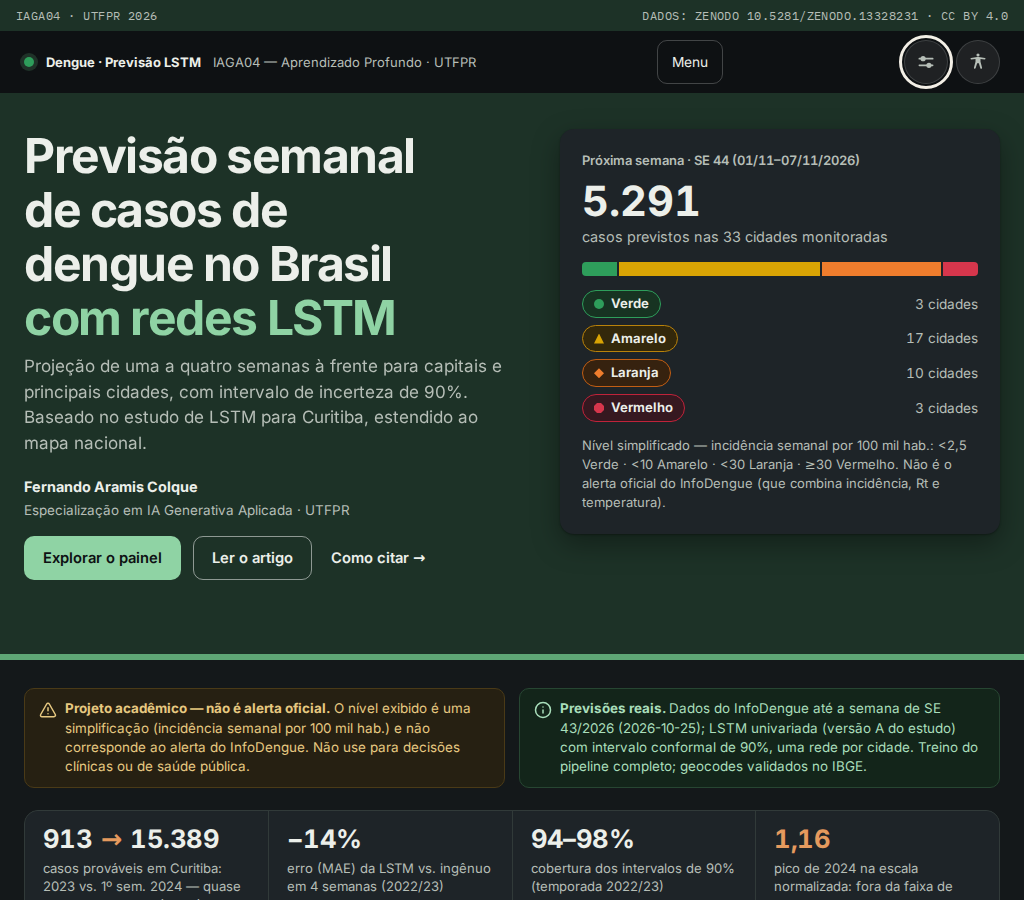 IAGA04 · UTFPR 2026
DADOS: ZENODO 10.5281/ZENODO.13328231 · CC BY 4.0
Dengue · Previsão LSTM IAGA04 — Aprendizado Profundo · UTFPR
Menu
Previsão semanal
de casos de
dengue no Brasil
com redes LSTM
Projeção de uma a quatro semanas à frente para capitais e
principais cidades, com intervalo de incerteza de 90%.
Baseado no estudo de LSTM para Curitiba, estendido ao
mapa nacional.
Fernando Aramis Colque
Especialização em IA Generativa Aplicada · UTFPR
Explorar o painel
Ler o artigo
Como citar →
Próxima semana · SE 44 (01/11–07/11/2026)
5.291
casos previstos nas 33 cidades monitoradas
Verde 3 cidades
Amarelo 17 cidades
Laranja 10 cidades
Vermelho 3 cidades
Nível simplificado — incidência semanal por 100 mil hab.: <2,5
Verde · <10 Amarelo · <30 Laranja · ≥30 Vermelho. Não é o
alerta oficial do InfoDengue (que combina incidência, Rt e
temperatura).
Projeto acadêmico — não é alerta oficial. O nível exibido é uma
simplificação (incidência semanal por 100 mil hab.) e não
corresponde ao alerta do InfoDengue. Não use para decisões
clínicas ou de saúde pública.
Previsões reais. Dados do InfoDengue até a semana de SE
43/2026 (2026-10-25); LSTM univariada (versão A do estudo)
com intervalo conformal de 90%, uma rede por cidade. Treino do
pipeline completo; geocodes validados no IBGE.
913 → 15.389
casos prováveis em Curitiba:
2023 vs. 1º sem. 2024 — quase
−14%
erro (MAE) da LSTM vs. ingênuo
em 4 semanas (2022/23)
94–98%
cobertura dos intervalos de 90%
(temporada 2022/23)
1,16
pico de 2024 na escala
normalizada: fora da faixa de